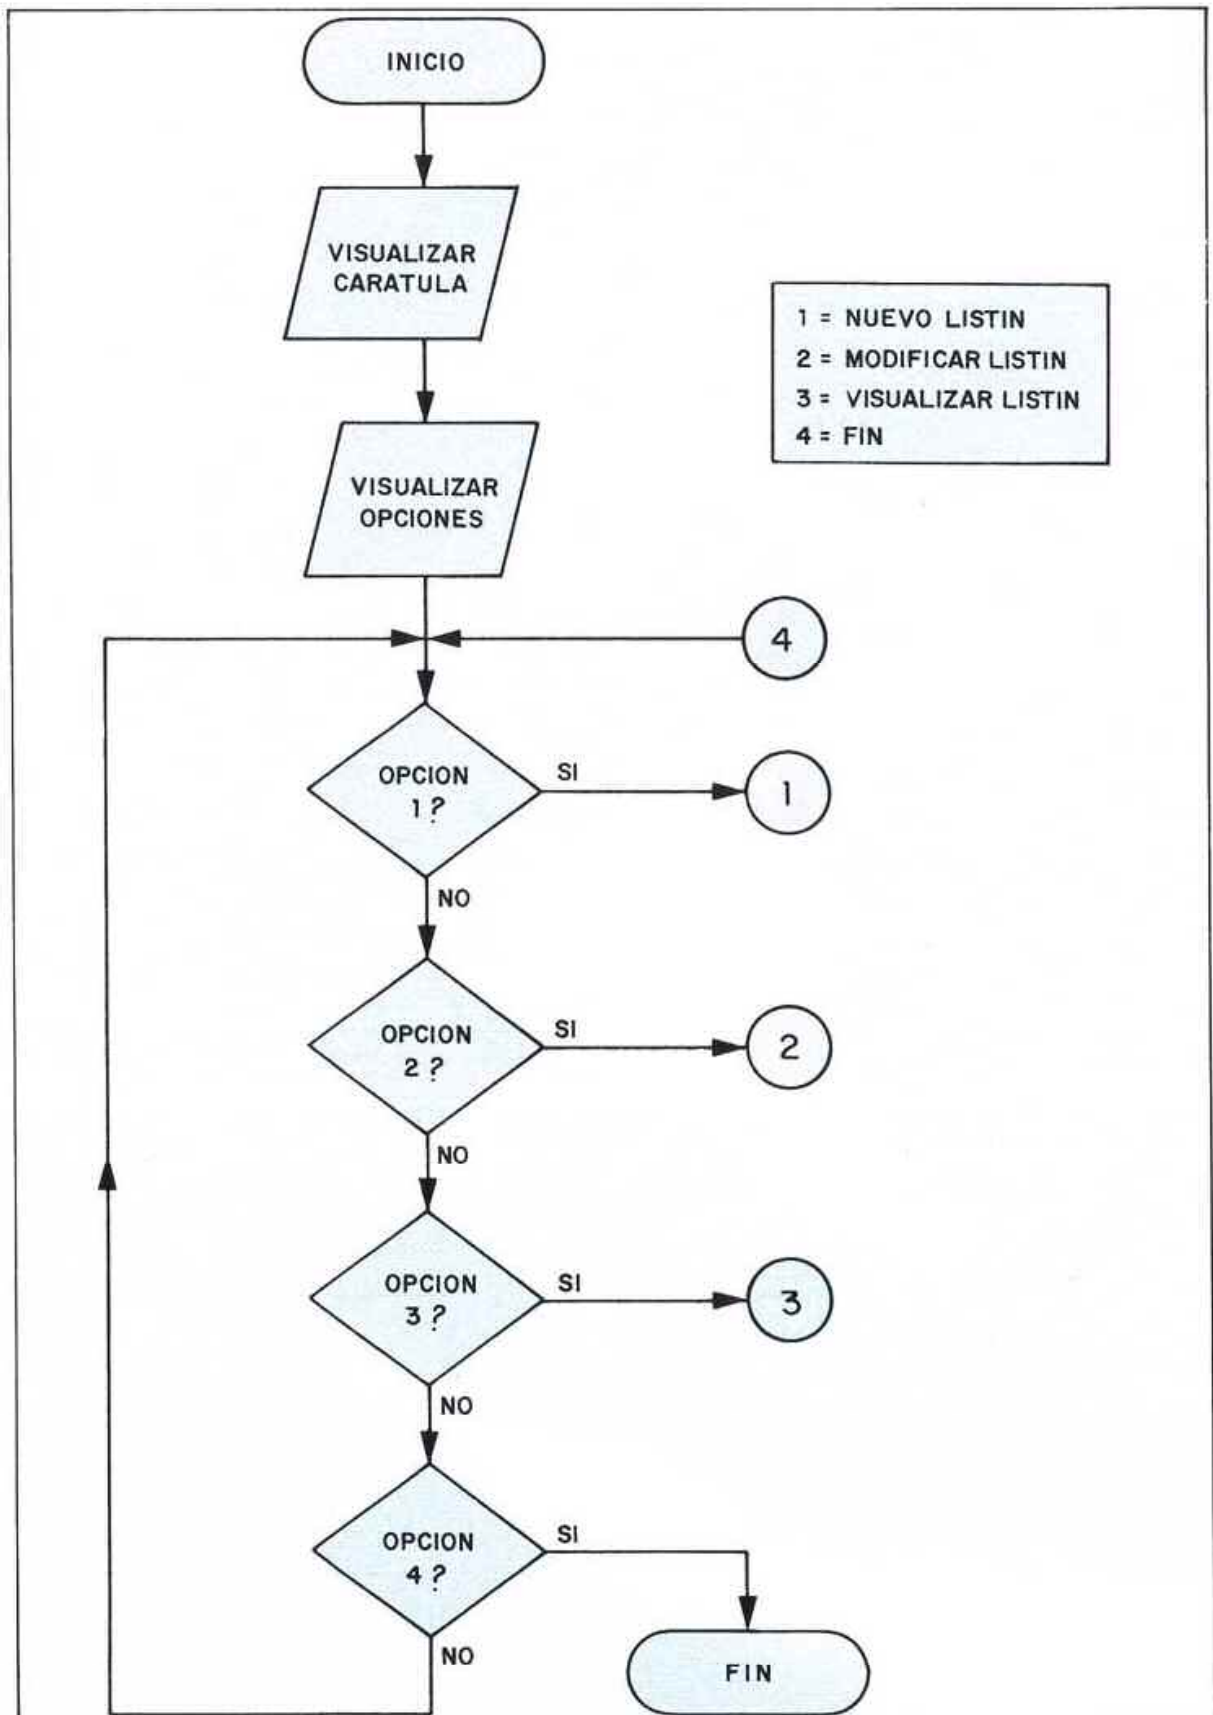 INICIO
VISUALIZAR
CARATULA
1 = NUEVO LISTIN
2 = MODIFICAR LISTIN
3 = VISUALIZAR LISTIN
4 = FIN
VISUALIZAR
OPCIONES
4
OPCION
1?
SI
1
NO
OPCION
2?
SI
2
NO
OPCION
3?
SI
3
NO
OPCION
4?
SI
NO
FIN